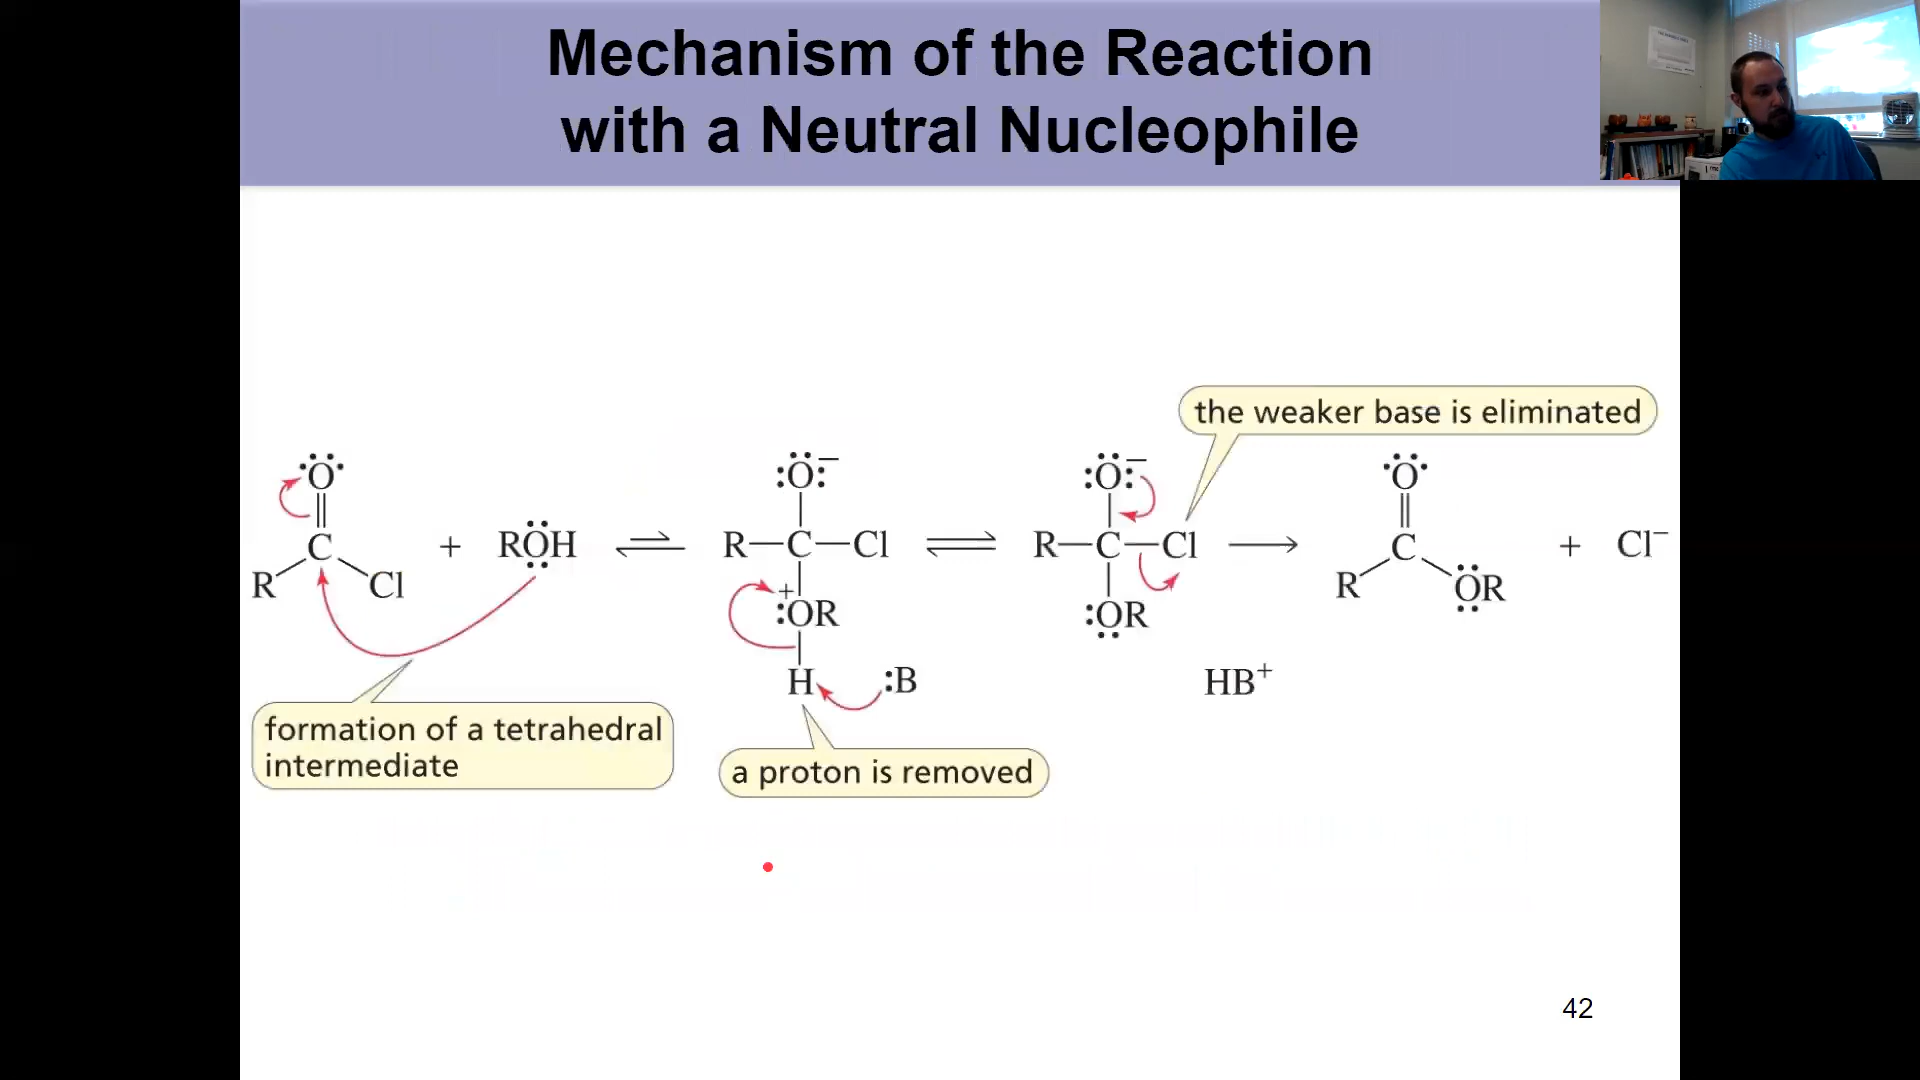 Mechanism of the Reaction
with a Neutral Nucleophile
the weaker base is eliminated
:O:
R C Cl + ROH ⇌ R—C—Cl ⇌ R—C—Cl → R C OR + Cl⁻
:O:⁻
+
:OR
H :B
:O:⁻
:OR
HB⁺
:O:
formation of a tetrahedral
intermediate
a proton is removed
42